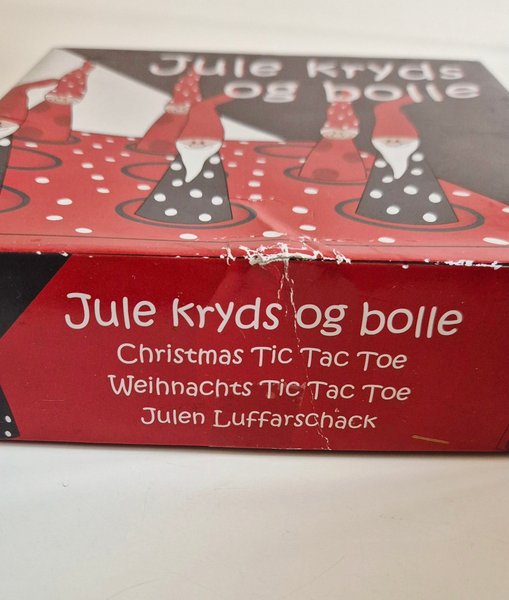 Jule kryds
og bolle
Jule kryds og bolle
Christmas Tic Tac Toe
Weihnachts Tic Tac Toe
Julen Luffarschack